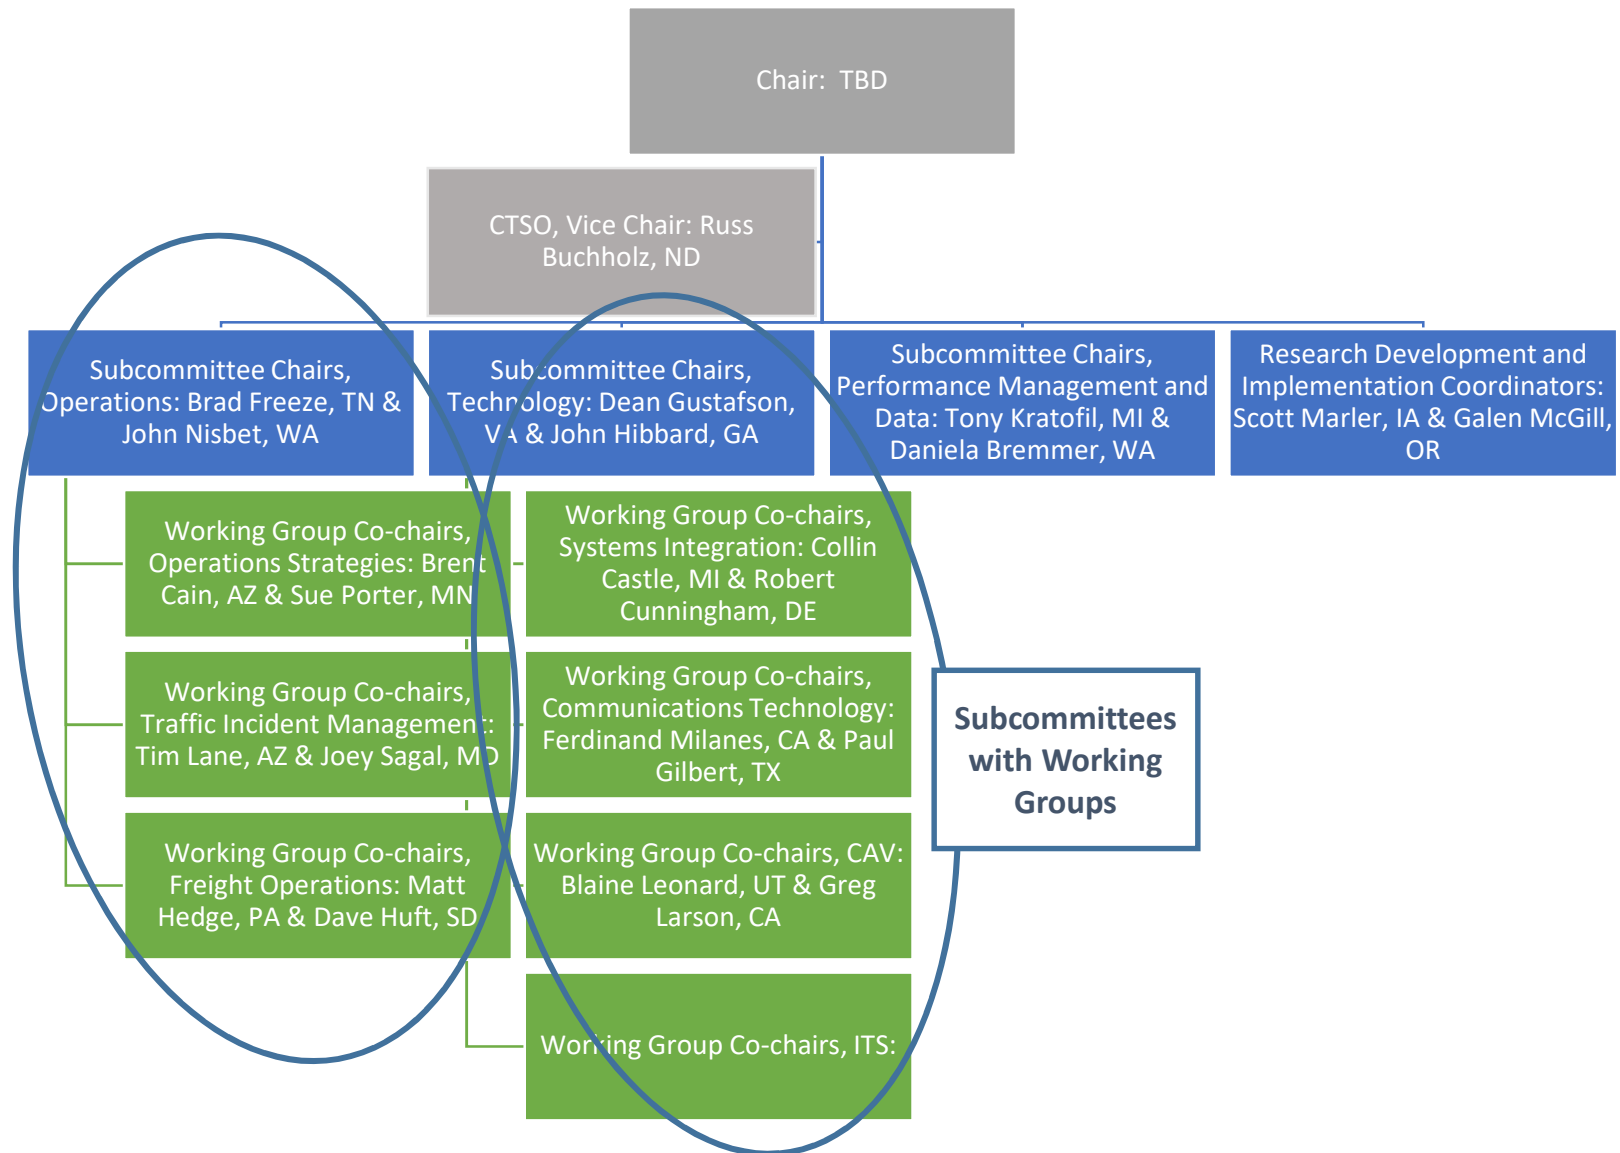 Chair: TBD
CTSO, Vice Chair: Russ
Buchholz, ND
Subcommittee Chairs,
Operations: Brad Freeze, TN &
John Nisbet, WA
Subcommittee Chairs,
Technology: Dean Gustafson,
VA & John Hibbard, GA
Subcommittee Chairs,
Performance Management and
Data: Tony Kratofil, MI &
Daniela Bremmer, WA
Research Development and
Implementation Coordinators:
Scott Marler, IA & Galen McGill,
OR
Working Group Co-chairs,
Operations Strategies: Brent
Cain, AZ & Sue Porter, MN
Working Group Co-chairs,
Systems Integration: Collin
Castle, MI & Robert
Cunningham, DE
Working Group Co-chairs,
Traffic Incident Management:
Tim Lane, AZ & Joey Sagal, MD
Working Group Co-chairs,
Communications Technology:
Ferdinand Milanes, CA & Paul
Gilbert, TX
Subcommittees
with Working
Groups
Working Group Co-chairs,
Freight Operations: Matt
Hedge, PA & Dave Huft, SD
Working Group Co-chairs, CAV:
Blaine Leonard, UT & Greg
Larson, CA
Working Group Co-chairs, ITS: